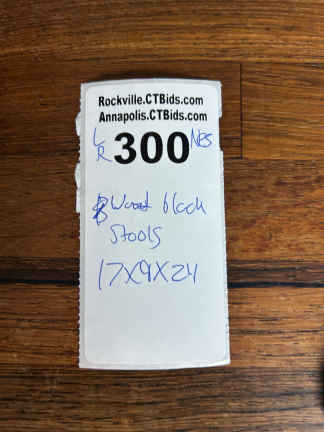 Rockville.CTBids.com
Annapolis.CTBids.com
LR 300 NBS
Wood block
Stools
17X9X24